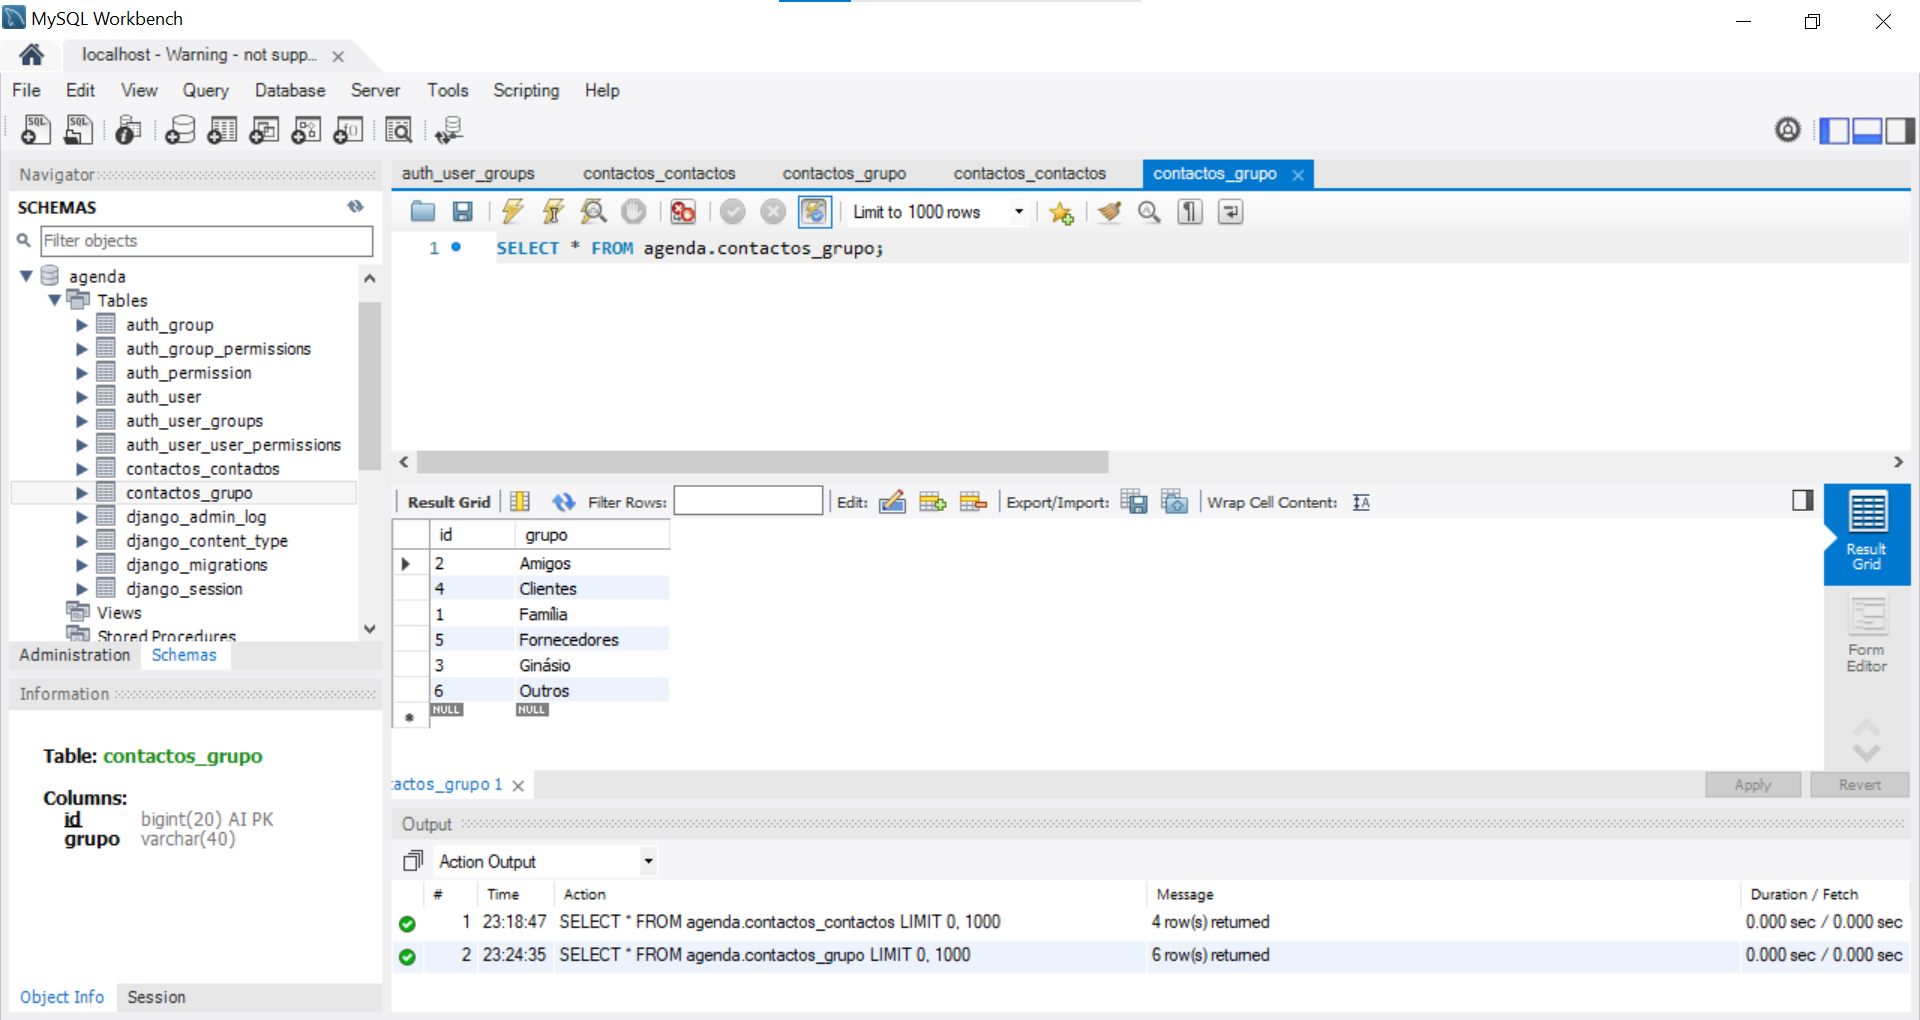 MySQL Workbench
localhost - Warning - not supp...
File Edit View Query Database Server Tools Scripting Help
Navigator
SCHEMAS
Filter objects
agenda
Tables
auth_group
auth_group_permissions
auth_permission
auth_user
auth_user_groups
auth_user_user_permissions
contactos_contactos
contactos_grupo
django_admin_log
django_content_type
django_migrations
django_session
Views
Stored Procedures
Administration Schemas
Information
Table: contactos_grupo
Columns:
id bigint(20) AI PK
grupo varchar(40)
Object Info Session
auth_user_groups contactos_contactos contactos_grupo contactos_contactos contactos_grupo
Limit to 1000 rows
1 SELECT * FROM agenda.contactos_grupo;
Result Grid Filter Rows: Edit: Export/Import: Wrap Cell Content:
id grupo
2 Amigos
4 Clientes
1 Família
5 Fornecedores
3 Ginásio
6 Outros
NULL NULL
Result
Grid
Form
Editor
tactos_grupo 1
Apply Revert
Output
Action Output
# Time Action Message Duration / Fetch
1 23:18:47 SELECT * FROM agenda.contactos_contactos LIMIT 0, 1000 4 row(s) returned 0.000 sec / 0.000 sec
2 23:24:35 SELECT * FROM agenda.contactos_grupo LIMIT 0, 1000 6 row(s) returned 0.000 sec / 0.000 sec